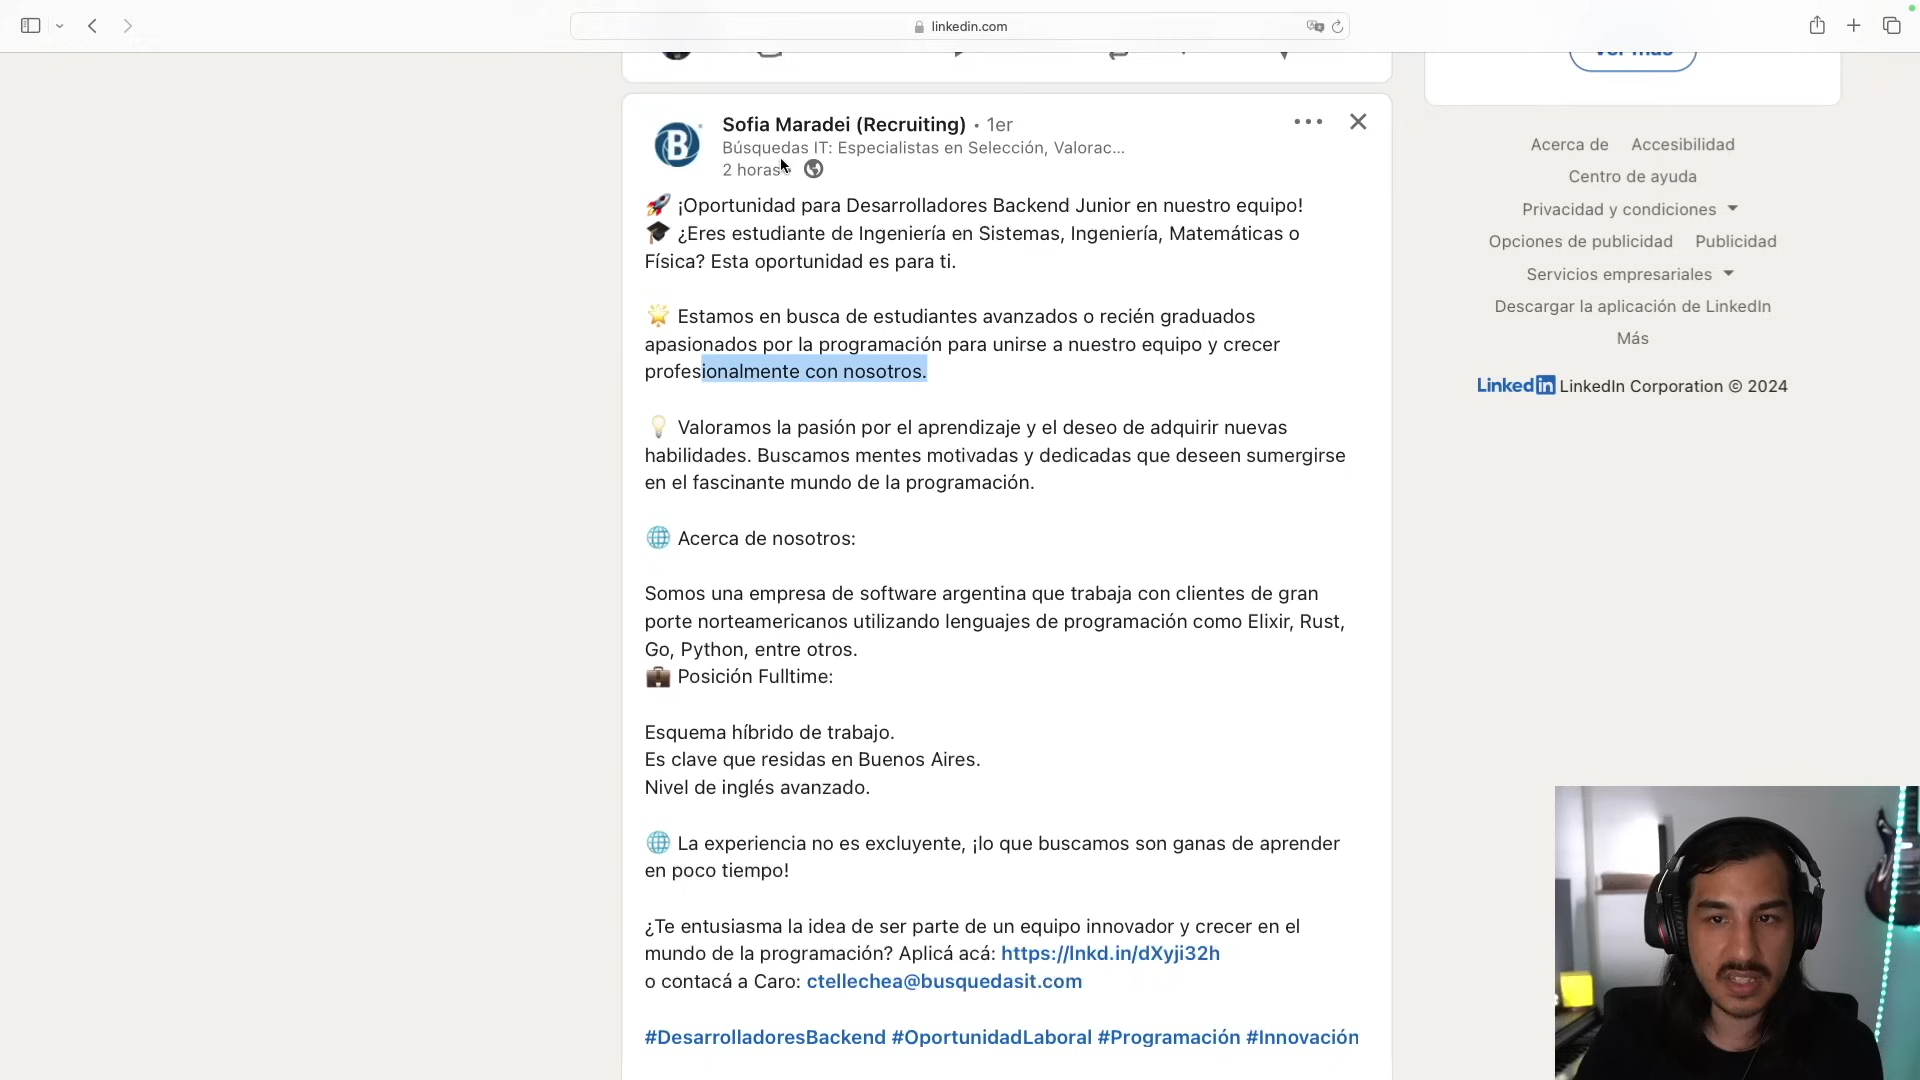 linkedin.com
Sofia Maradei (Recruiting) • 1er
Búsquedas IT: Especialistas en Selección, Valorac...
2 horas
🚀 ¡Oportunidad para Desarrolladores Backend Junior en nuestro equipo!
🎓 ¿Eres estudiante de Ingeniería en Sistemas, Ingeniería, Matemáticas o
Física? Esta oportunidad es para ti.
🌟 Estamos en busca de estudiantes avanzados o recién graduados
apasionados por la programación para unirse a nuestro equipo y crecer
profesionalmente con nosotros.
💡 Valoramos la pasión por el aprendizaje y el deseo de adquirir nuevas
habilidades. Buscamos mentes motivadas y dedicadas que deseen sumergirse
en el fascinante mundo de la programación.
🌐 Acerca de nosotros:
Somos una empresa de software argentina que trabaja con clientes de gran
porte norteamericanos utilizando lenguajes de programación como Elixir, Rust,
Go, Python, entre otros.
💼 Posición Fulltime:
Esquema híbrido de trabajo.
Es clave que residas en Buenos Aires.
Nivel de inglés avanzado.
🌐 La experiencia no es excluyente, ¡lo que buscamos son ganas de aprender
en poco tiempo!
¿Te entusiasma la idea de ser parte de un equipo innovador y crecer en el
mundo de la programación? Aplicá acá: https://lnkd.in/dXyji32h
o contacá a Caro: ctellechea@busquedasit.com
#DesarrolladoresBackend #OportunidadLaboral #Programación #Innovación
Ver más
Acerca de Accesibilidad
Centro de ayuda
Privacidad y condiciones
Opciones de publicidad Publicidad
Servicios empresariales
Descargar la aplicación de LinkedIn
Más
LinkedIn LinkedIn Corporation © 2024